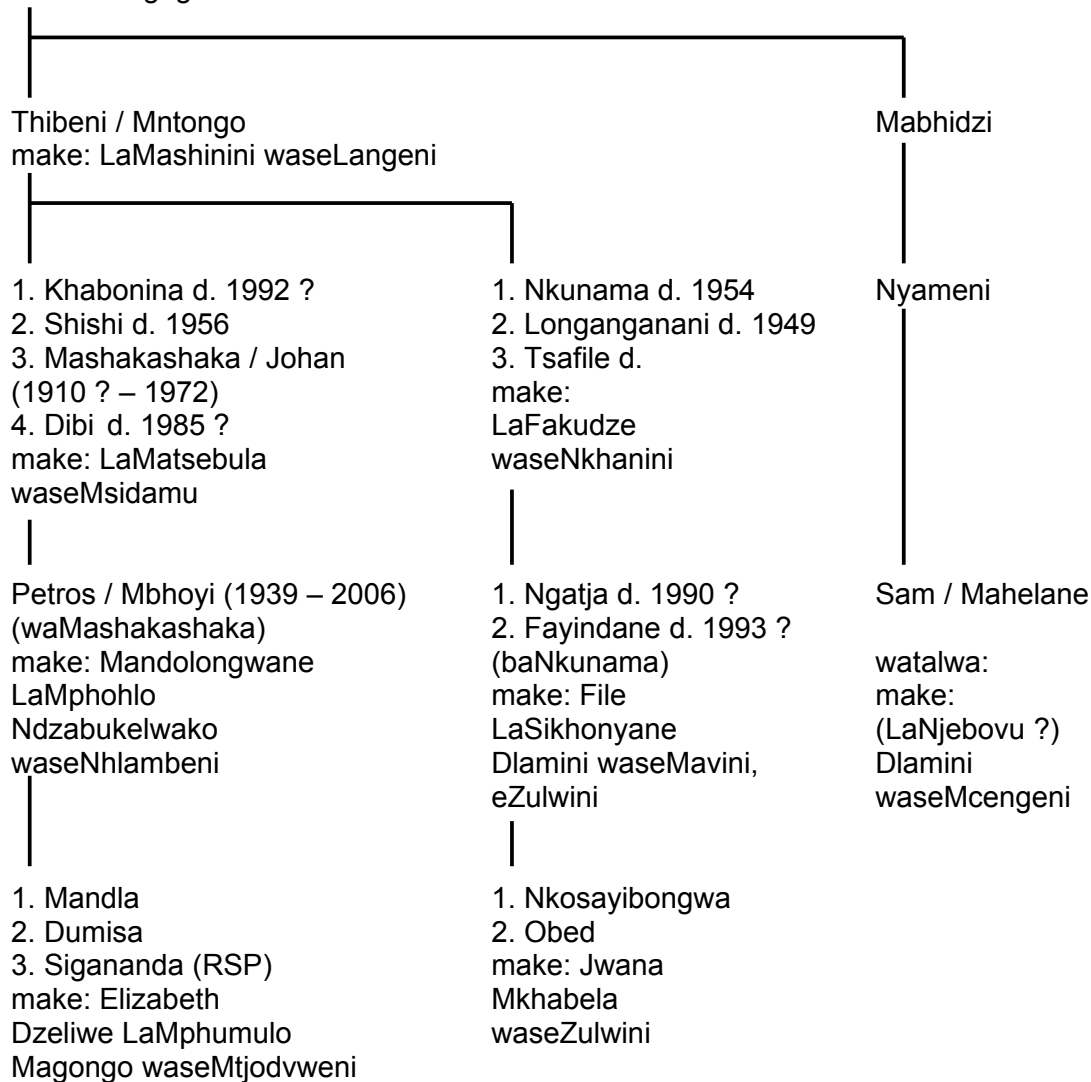 Thibeni / Mntongo
make: LaMashinini waseLangeni
Mabhidzi
1. Khabonina d. 1992 ?
2. Shishi d. 1956
3. Mashakashaka / Johan
(1910 ? – 1972)
4. Dibi d. 1985 ?
make: LaMatsebula
waseMsidamu
1. Nkunama d. 1954
2. Longanganani d. 1949
3. Tsafile d.
make:
LaFakudze
waseNkhanini
Nyameni
Petros / Mbhoyi (1939 – 2006)
(waMashakashaka)
make: Mandolongwane
LaMphohlo
Ndzabukelwako
waseNhlambeni
1. Ngatja d. 1990 ?
2. Fayindane d. 1993 ?
(baNkunama)
make: File
LaSikhonyane
Dlamini waseMavini,
eZulwini
Sam / Mahelane
watalwa:
make:
(LaNjebovu ?)
Dlamini
waseMcengeni
1. Mandla
2. Dumisa
3. Sigananda (RSP)
make: Elizabeth
Dzeliwe LaMphumulo
Magongo waseMtjodvweni
1. Nkosayibongwa
2. Obed
make: Jwana
Mkhabela
waseZulwini